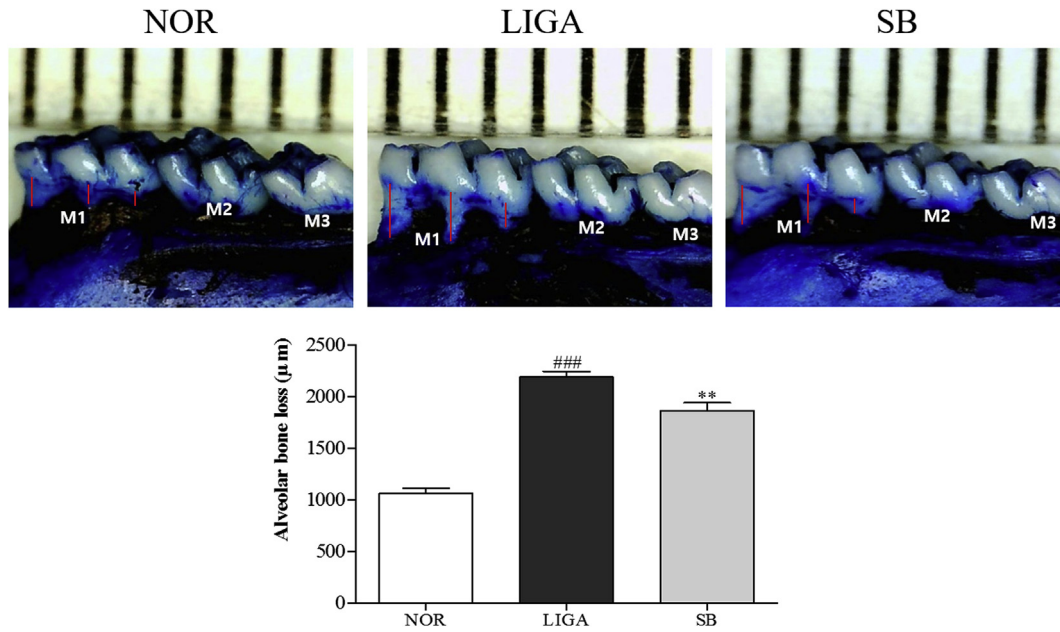 NOR LIGA SB
M1 M2 M3 M1 M2 M3 M1 M2 M3
Alveolar bone loss (μm)
2500
2000
1500
1000
500
0
###
**
NOR LIGA SB